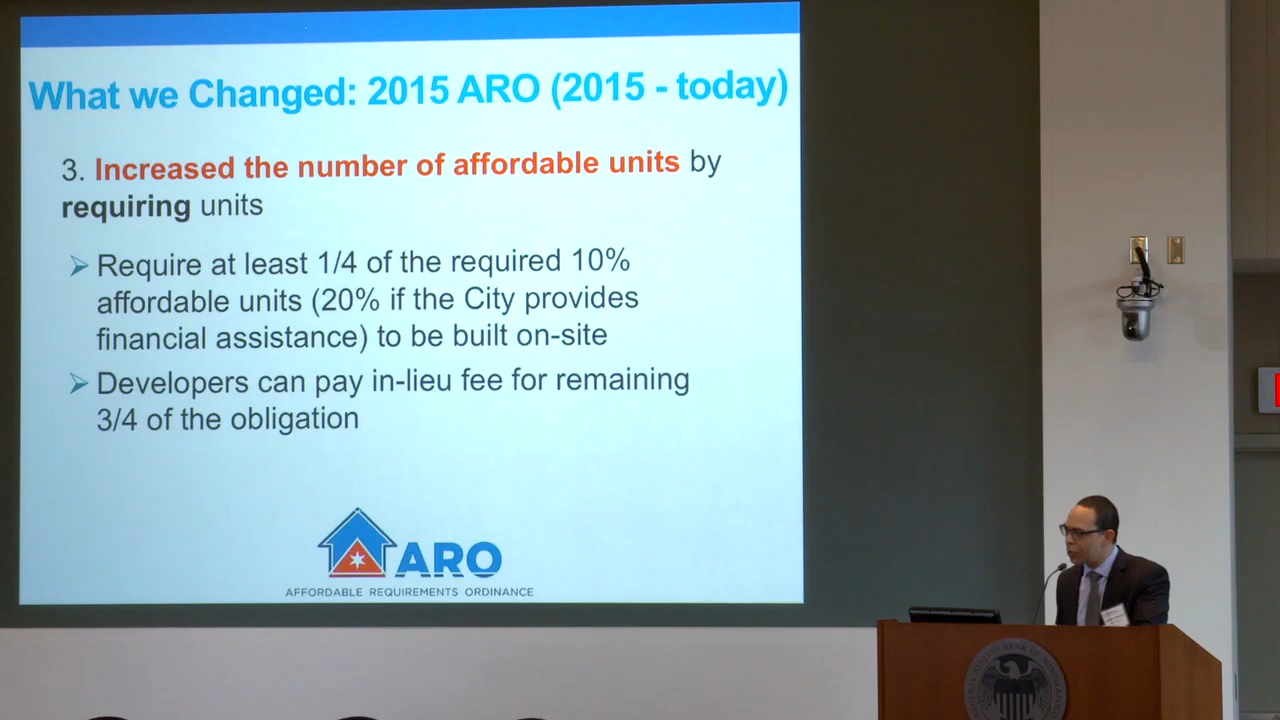 What we Changed: 2015 ARO (2015 - today)
3. Increased the number of affordable units by
requiring units
Require at least 1/4 of the required 10%
affordable units (20% if the City provides
financial assistance) to be built on-site
Developers can pay in-lieu fee for remaining
3/4 of the obligation
ARO
AFFORDABLE REQUIREMENTS ORDINANCE